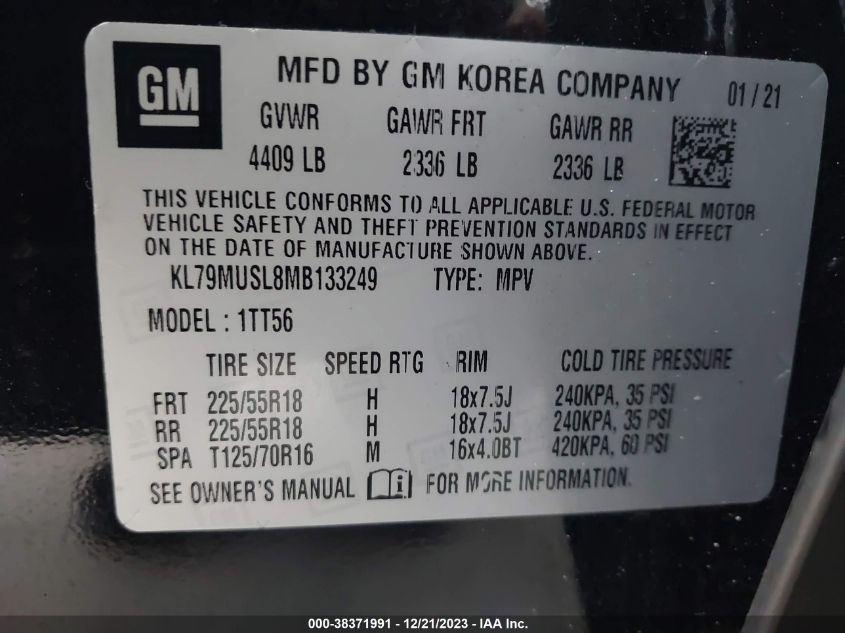 GM
MFD BY GM KOREA COMPANY 01 / 21
GVWR GAWR FRT GAWR RR
4409 LB 2336 LB 2336 LB
THIS VEHICLE CONFORMS TO ALL APPLICABLE U.S. FEDERAL MOTOR
VEHICLE SAFETY AND THEFT PREVENTION STANDARDS IN EFFECT
ON THE DATE OF MANUFACTURE SHOWN ABOVE.
KL79MUSL8MB133249 TYPE: MPV
MODEL : 1TT56
TIRE SIZE SPEED RTG RIM COLD TIRE PRESSURE
FRT 225/55R18 H 18x7.5J 240KPA, 35 PSI
RR 225/55R18 H 18x7.5J 240KPA, 35 PSI
SPA T125/70R16 M 16x4.0BT 420KPA, 60 PSI
SEE OWNER'S MANUAL i FOR MORE INFORMATION.
000-38371991 - 12/21/2023 - IAA Inc.